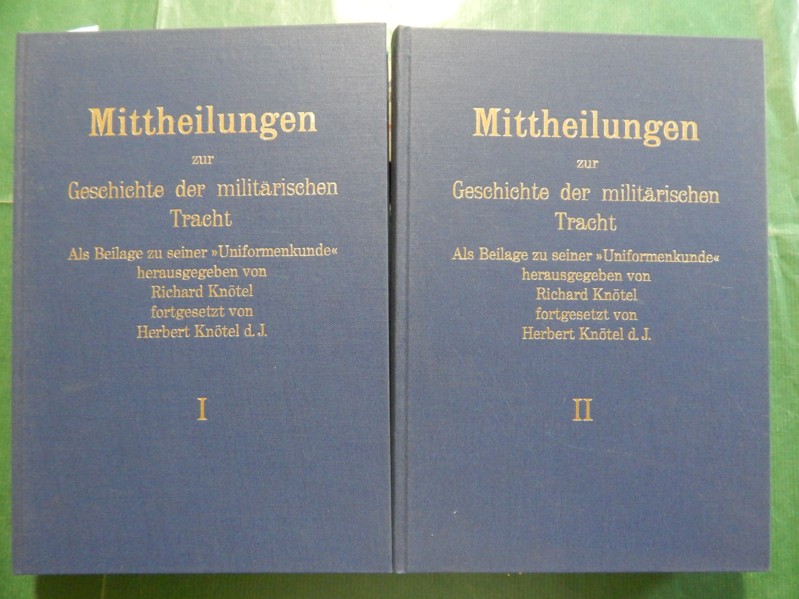 Mittheilungen
zur
Geschichte der militärischen
Tracht
Als Beilage zu seiner »Uniformenkunde«
herausgegeben von
Richard Knötel
fortgesetzt von
Herbert Knötel d. J.
I
Mittheilungen
zur
Geschichte der militärischen
Tracht
Als Beilage zu seiner »Uniformenkunde«
herausgegeben von
Richard Knötel
fortgesetzt von
Herbert Knötel d. J.
II